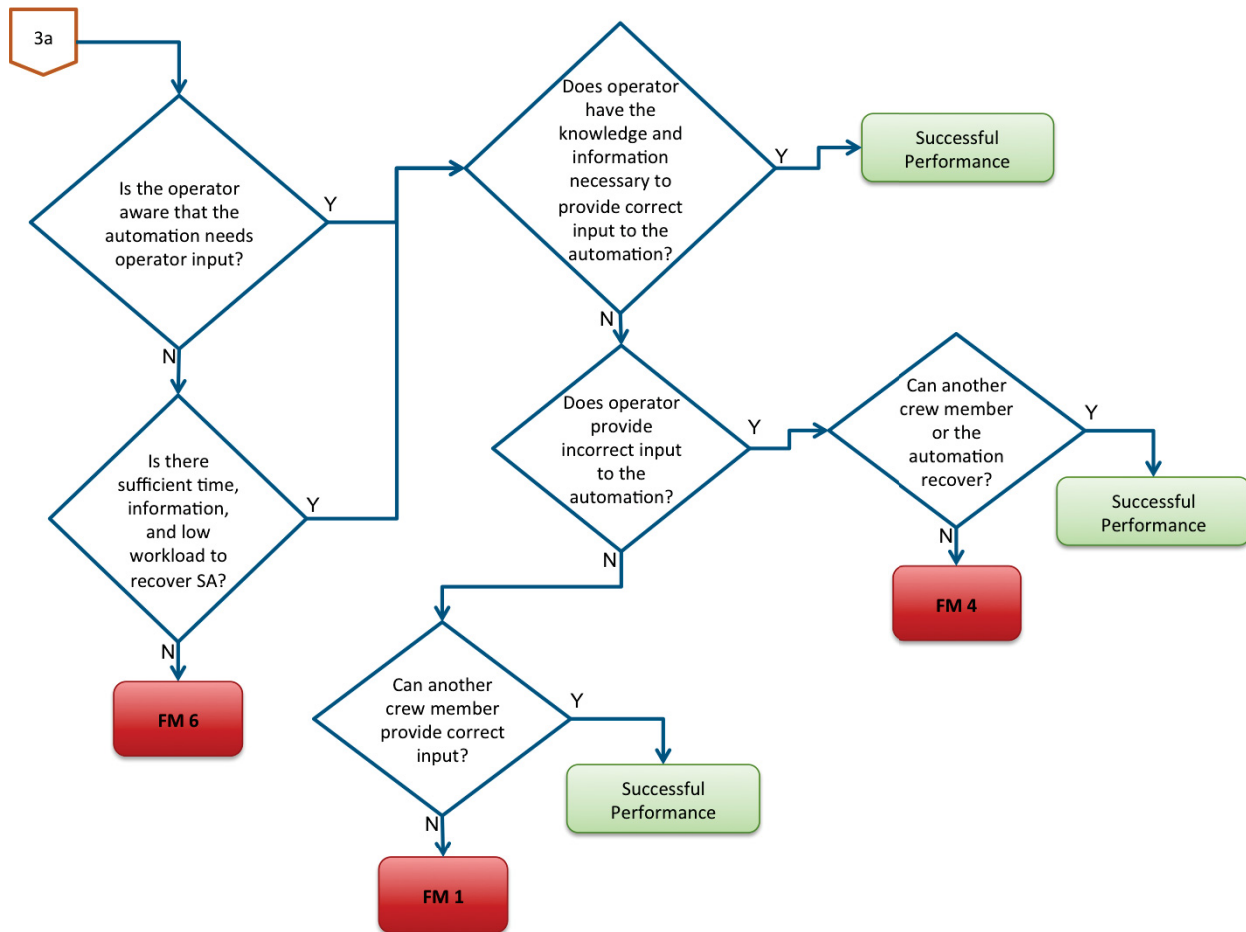 3a
Is the operator
aware that the
automation needs
operator input?
Y
N
Is there
sufficient time,
information,
and low
workload to
recover SA?
Y
N
FM 6
Does operator
have the
knowledge and
information
necessary to
provide correct
input to the
automation?
Y
Successful
Performance
N
Does operator
provide
incorrect input
to the
automation?
Y
Can another
crew member
or the
automation
recover?
Y
Successful
Performance
N
FM 4
N
Can another
crew member
provide correct
input?
Y
Successful
Performance
N
FM 1